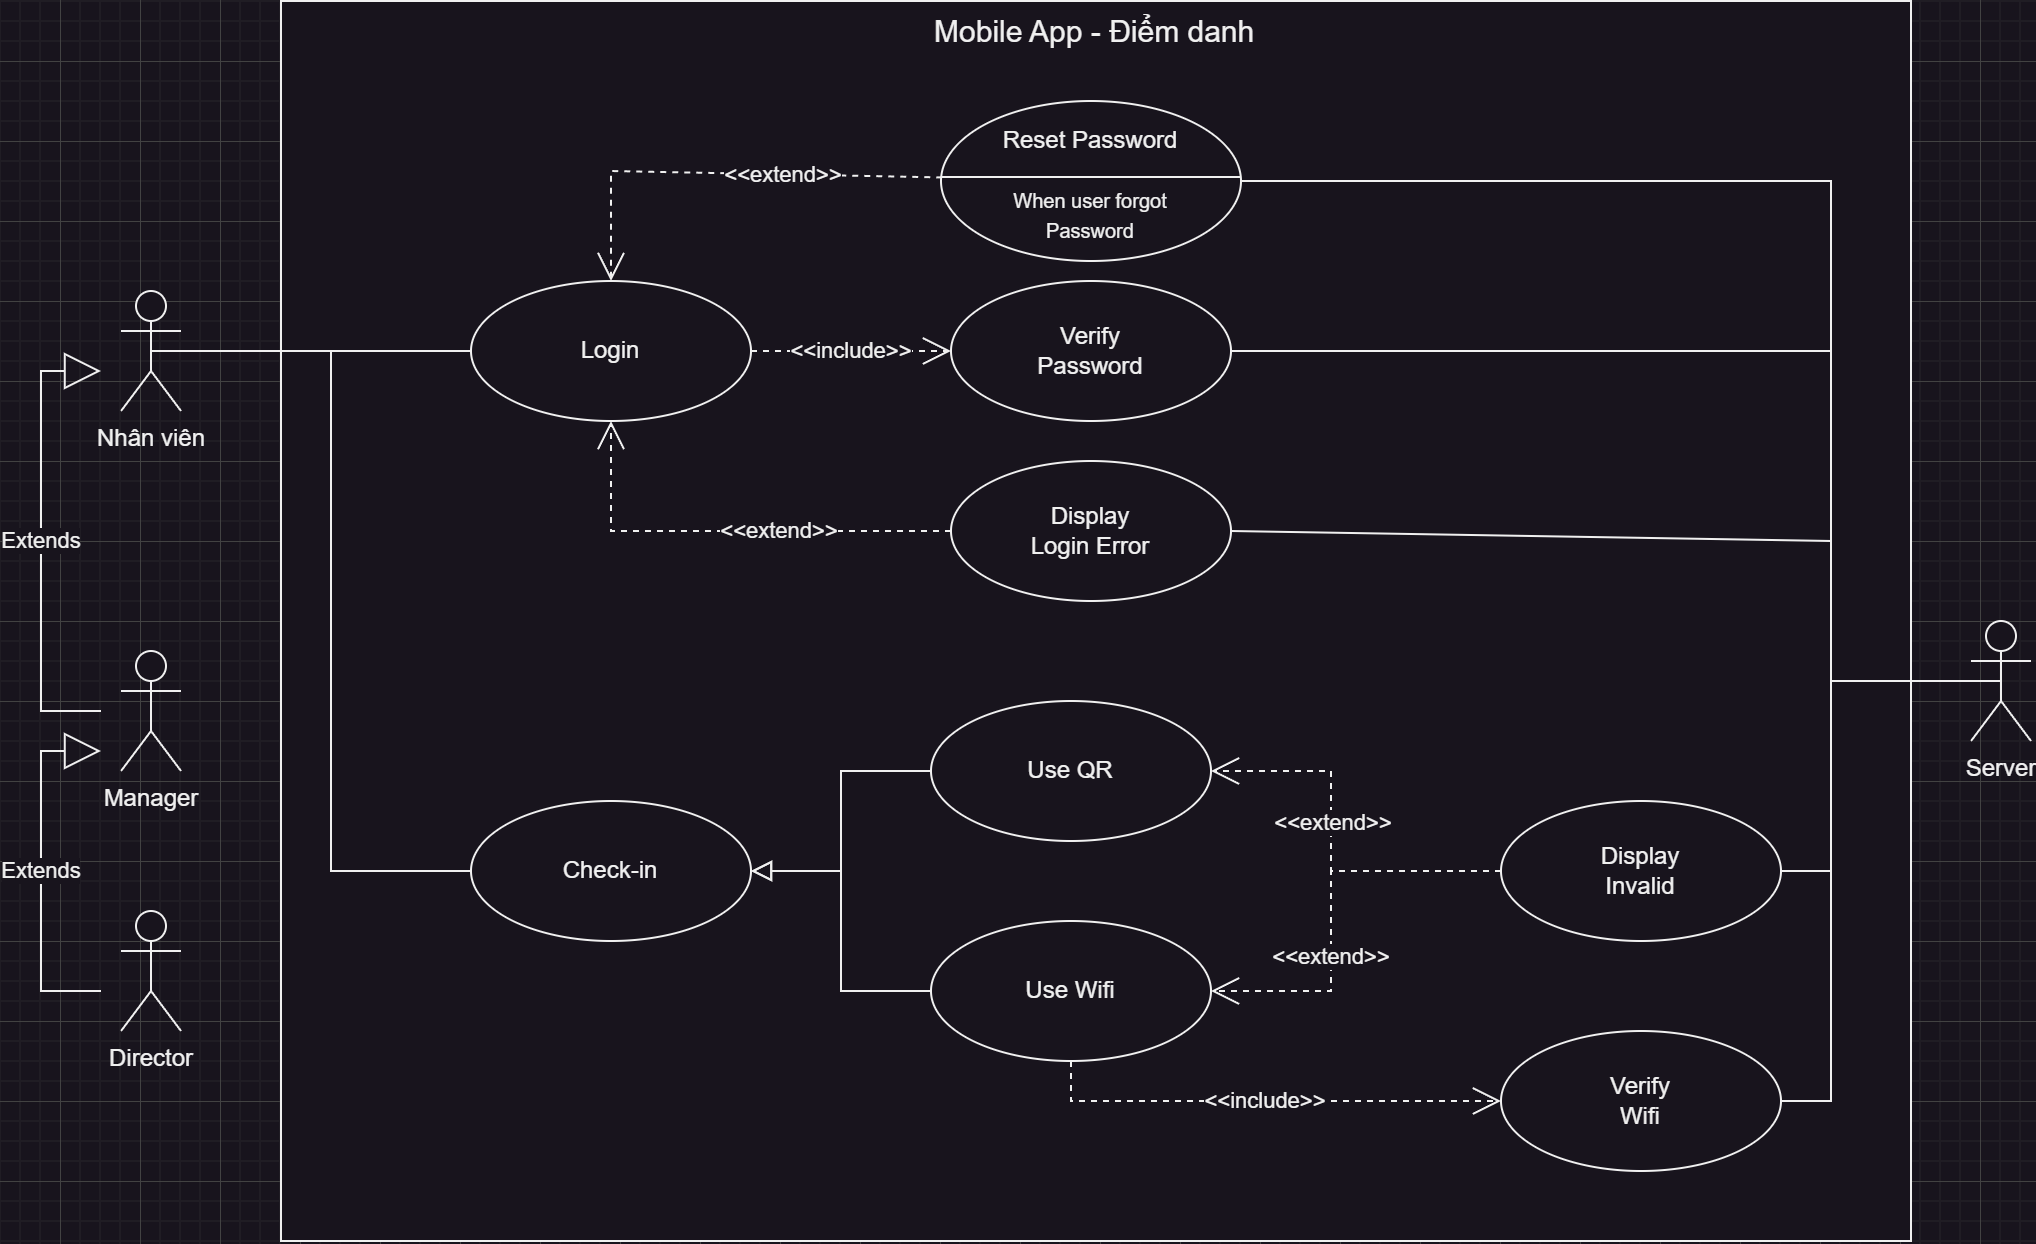 Mobile App - Điểm danh
Reset Password
<<extend>>
When user forgot
Password
Login
<<include>>
Verify
Password
Nhân viên
Display
Login Error
<<extend>>
Extends
Server
Use QR
Manager
<<extend>>
Check-in
Display
Invalid
Extends
<<extend>>
Use Wifi
Director
<<include>>
Verify
Wifi